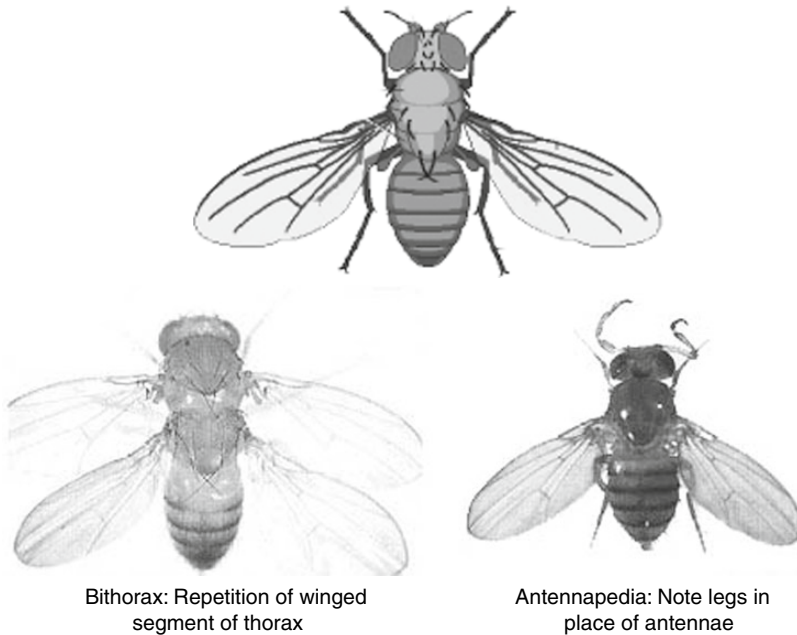 Bithorax: Repetition of winged
segment of thorax
Antennapedia: Note legs in
place of antennae